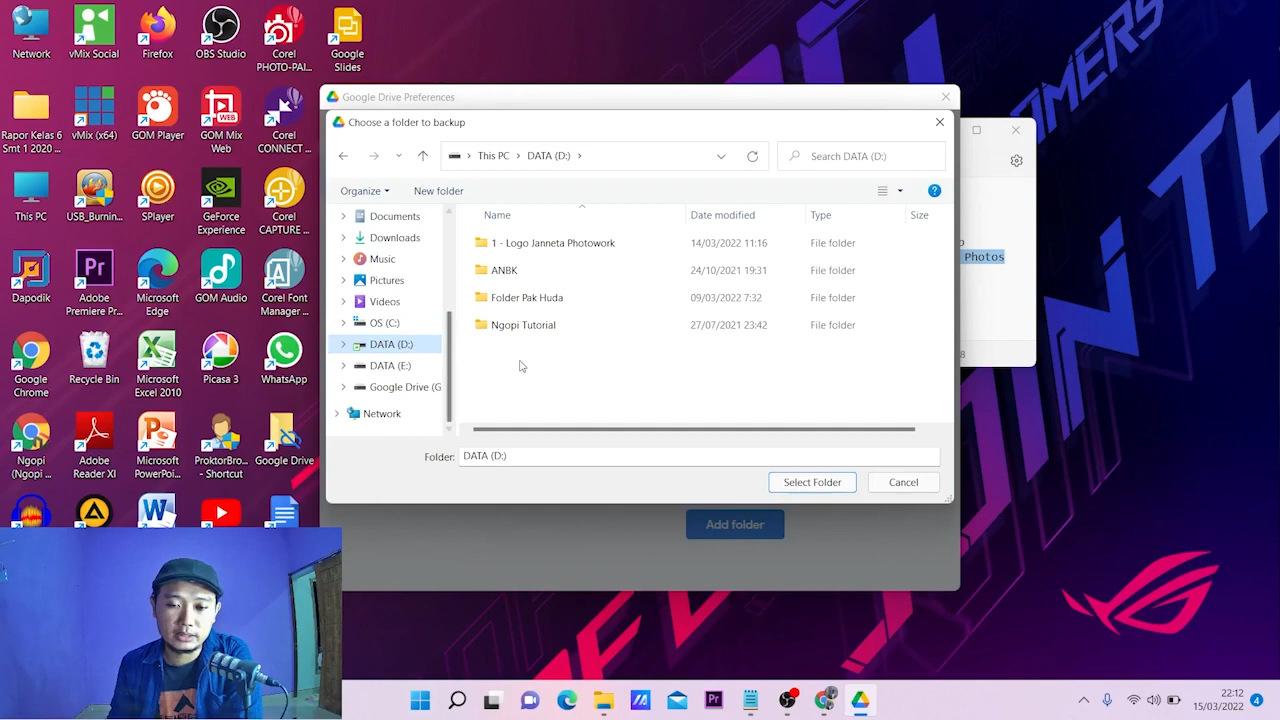 Network
vMix Social
Firefox
OBS Studio
Corel
PHOTO-PAI...
Google
Slides
Rapor Kelas 6
Smt 1 2020 ...
vMix (x64)
GOM Player
GOM Mix
Web
Corel
CONNECT ...
This PC
USB_Burnin...
SPlayer
GeForce
Experience
Corel
CAPTURE ...
Dapodik
Adobe
Premiere Pr...
Microsoft
Edge
GOM Audio
Corel Font
Manager ...
Google
Chrome
Recycle Bin
Microsoft
Excel 2010
Picasa 3
WhatsApp
Ngopi
(Ngopi ...
Adobe
Reader XI
Microsoft
PowerPoi...
ProktorBro...
- Shortcut
Google Drive
Google Drive Preferences
Choose a folder to backup
This PC > DATA (D:) >
Search DATA (D:)
Organize
New folder
Name
Date modified
Type
Size
Documents
Downloads
Music
Pictures
Videos
OS (C:)
DATA (D:)
DATA (E:)
Google Drive (G
Network
1 - Logo Janneta Photowork 14/03/2022 11:16 File folder
ANBK 24/10/2021 19:31 File folder
Folder Pak Huda 09/03/2022 7:32 File folder
Ngopi Tutorial 27/07/2021 23:42 File folder
Folder: DATA (D:)
Select Folder
Cancel
Add folder
Photos
GAMERS
22:12
15/03/2022
4